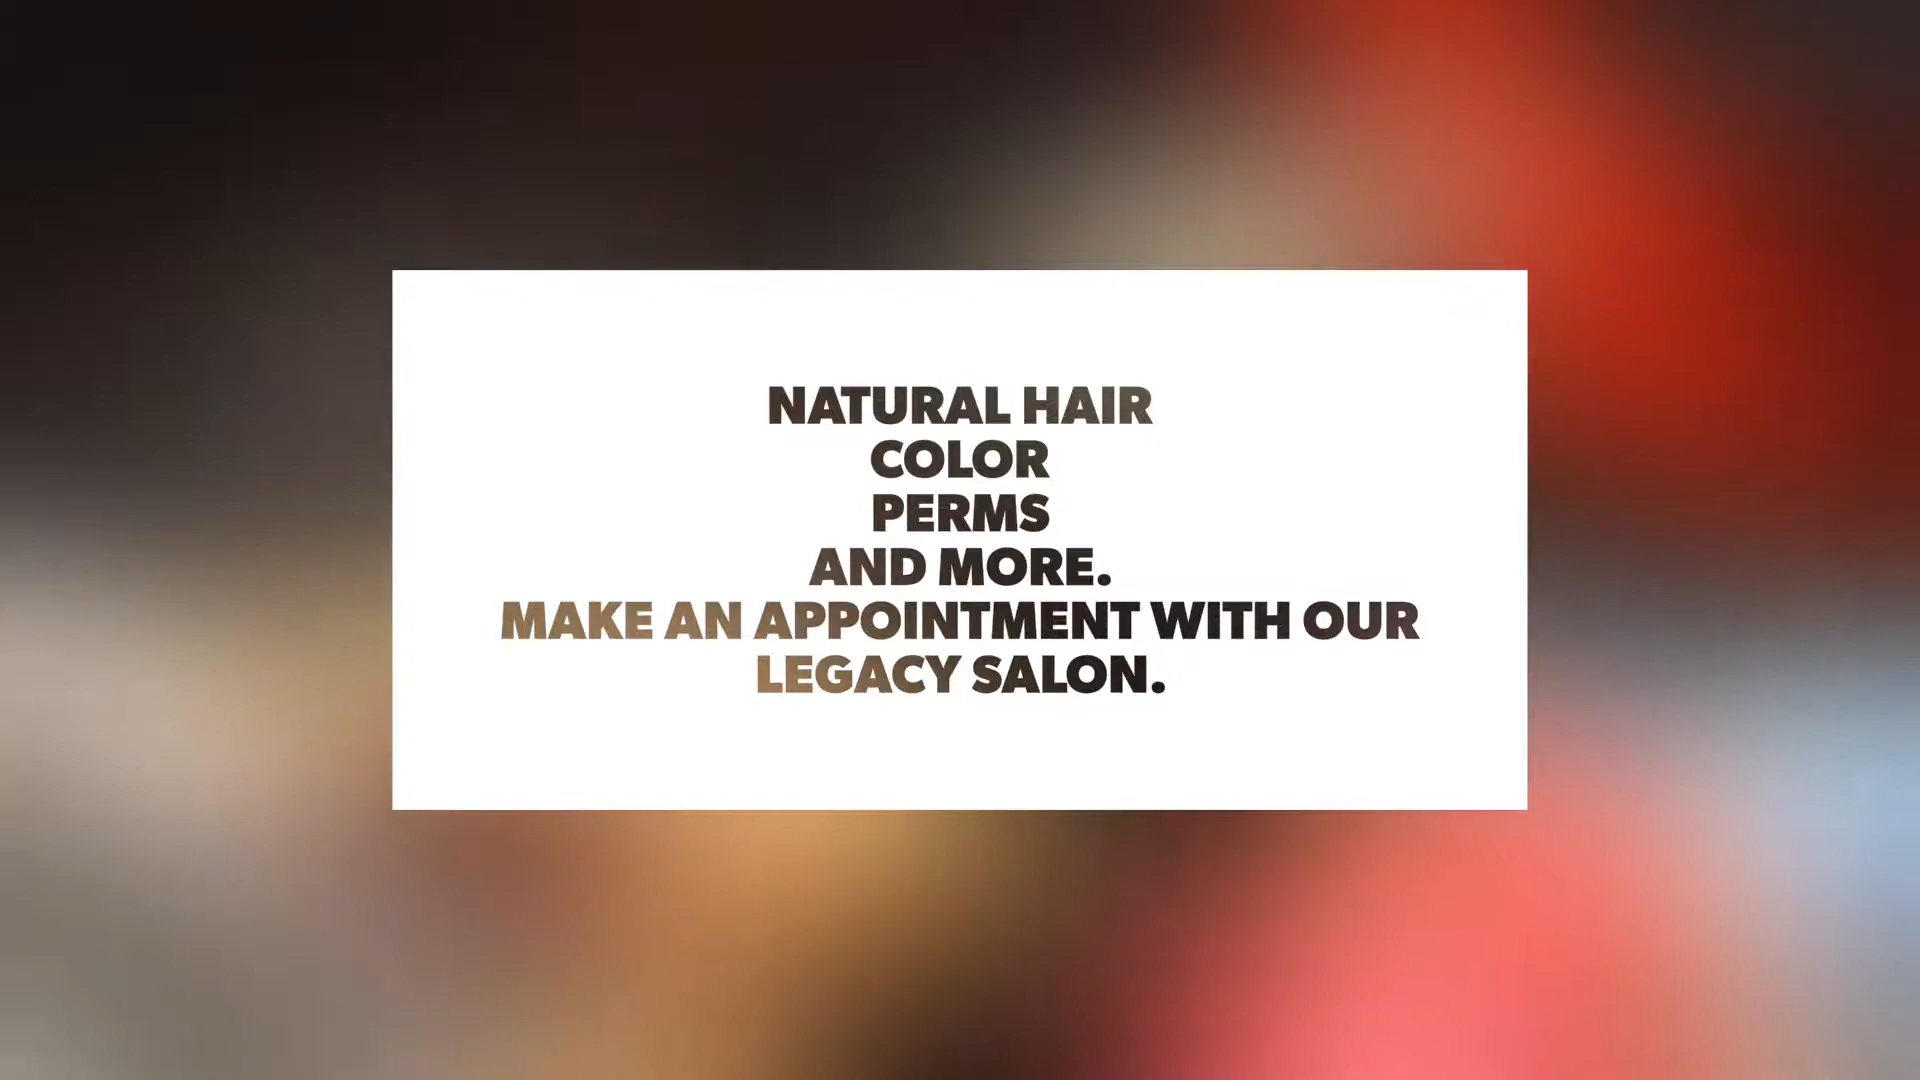 NATURAL HAIR
COLOR
PERMS
AND MORE.
MAKE AN APPOINTMENT WITH OUR
LEGACY SALON.